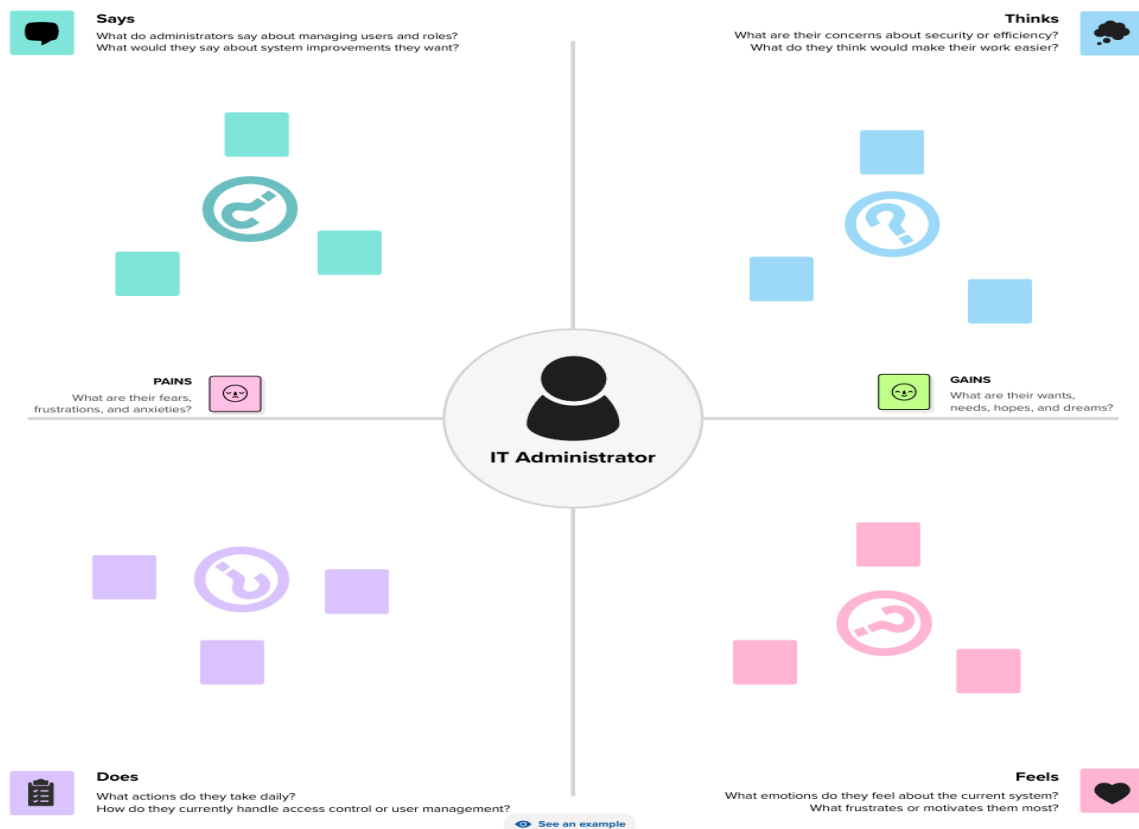 Says
What do administrators say about managing users and roles?
What would they say about system improvements they want?
Thinks
What are their concerns about security or efficiency?
What do they think would make their work easier?
PAINS
What are their fears,
frustrations, and anxieties?
GAINS
What are their wants,
needs, hopes, and dreams?
IT Administrator
Does
What actions do they take daily?
How do they currently handle access control or user management?
Feels
What emotions do they feel about the current system?
What frustrates or motivates them most?
See an example